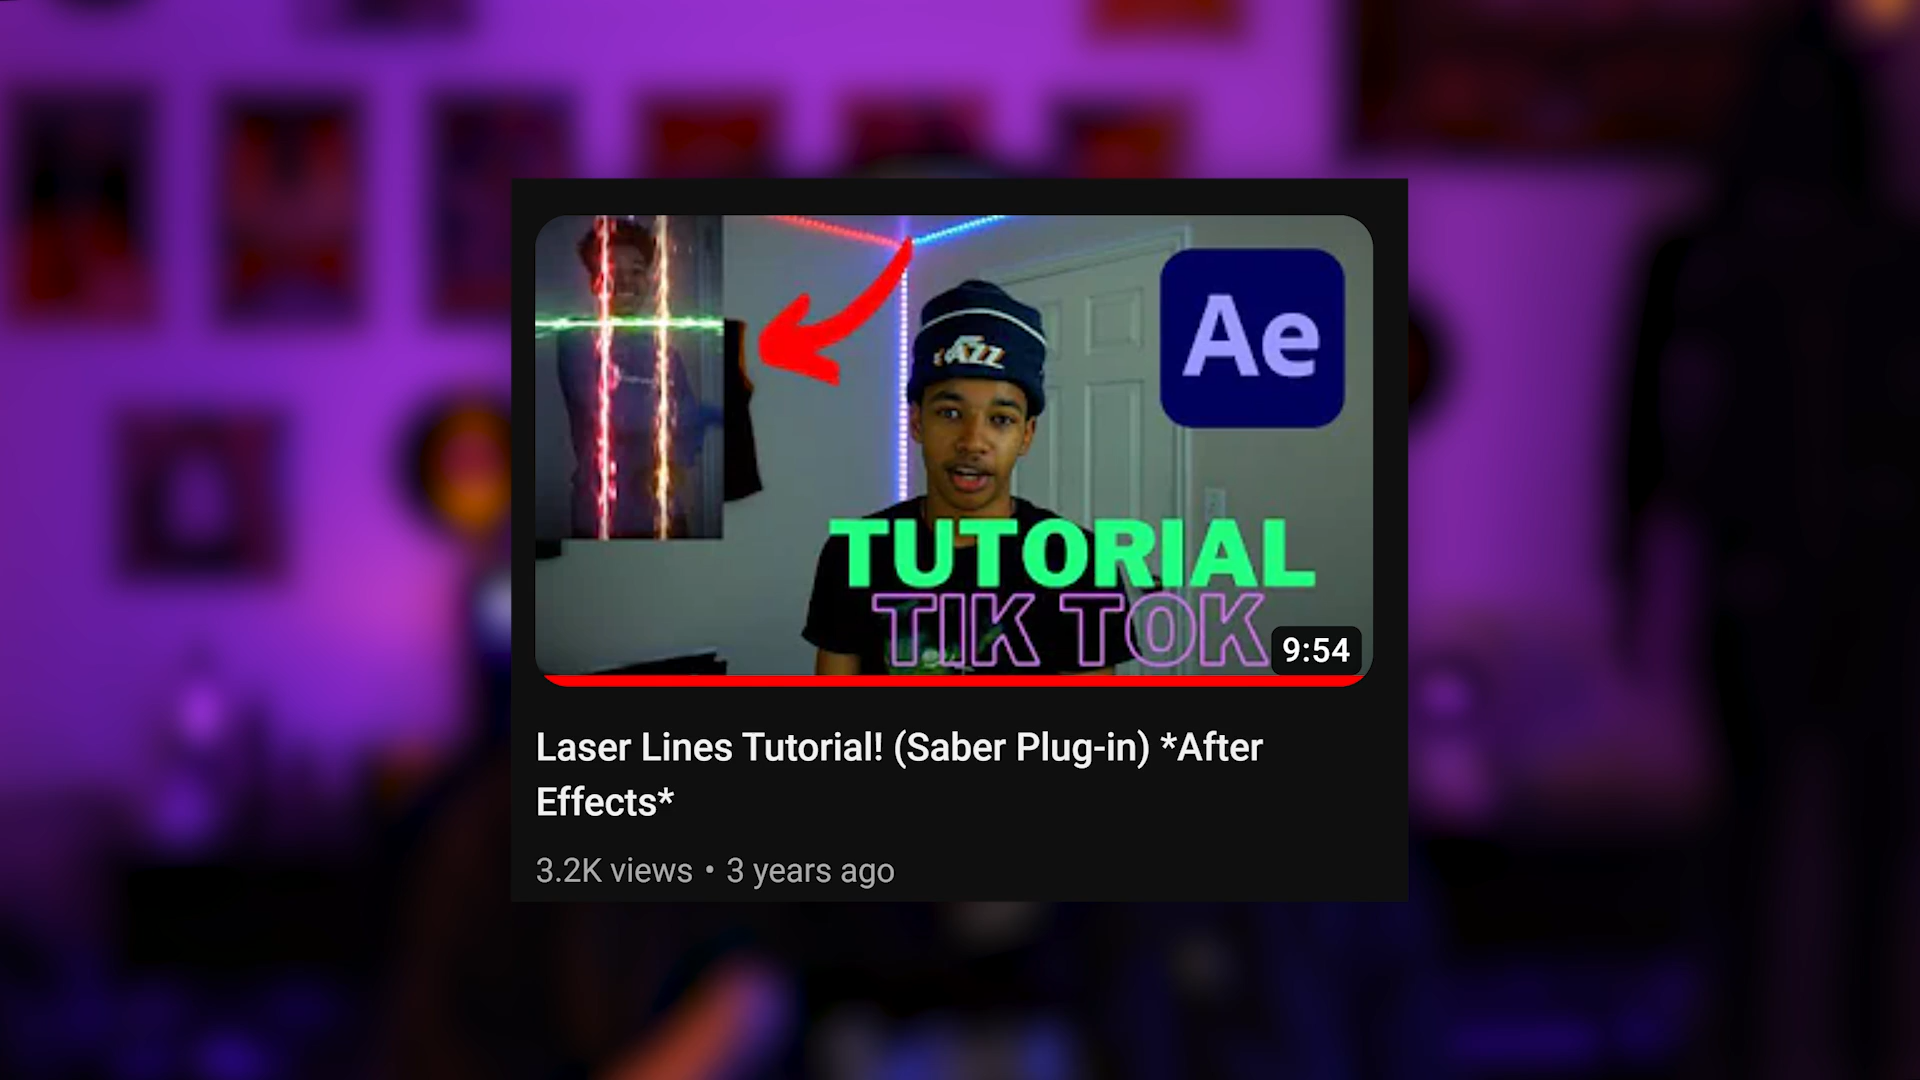 JAZZ
Ae
TUTORIAL
TIK TOK
9:54
Laser Lines Tutorial! (Saber Plug-in) *After
Effects*
3.2K views • 3 years ago